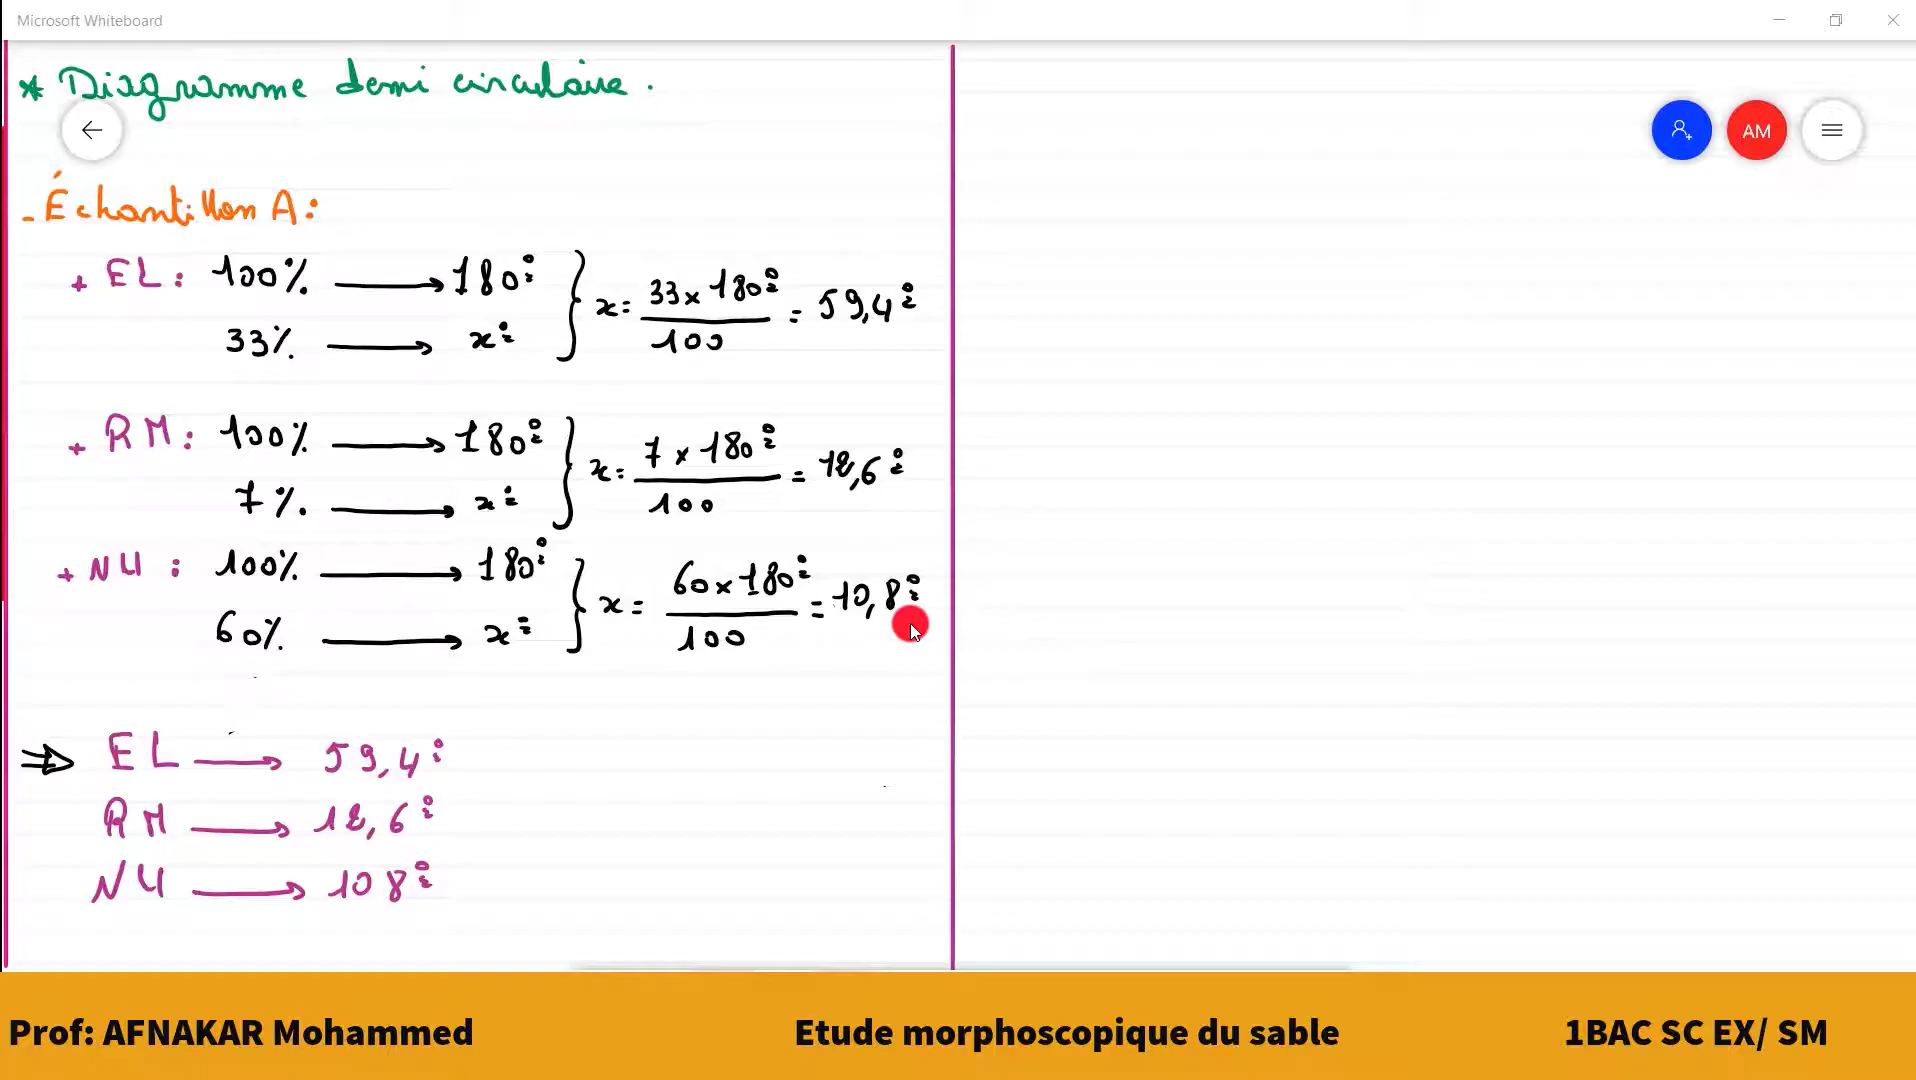 Microsoft Whiteboard
* Diagramme demi circulaire.
AM
- Échantillon A:
+ EL: 100% → 180° } x = 33 x 180° / 100 = 59,4°
33% → x°
+ RM: 100% → 180° } x = 7 x 180° / 100 = 12,6°
7% → x°
+ NU: 100% → 180° } x = 60 x 180° / 100 = 10,8°
60% → x°
⇒ EL → 59,4°
RM → 12,6°
NU → 108°
Prof: AFNAKAR Mohammed
Etude morphoscopique du sable
1BAC SC EX/ SM